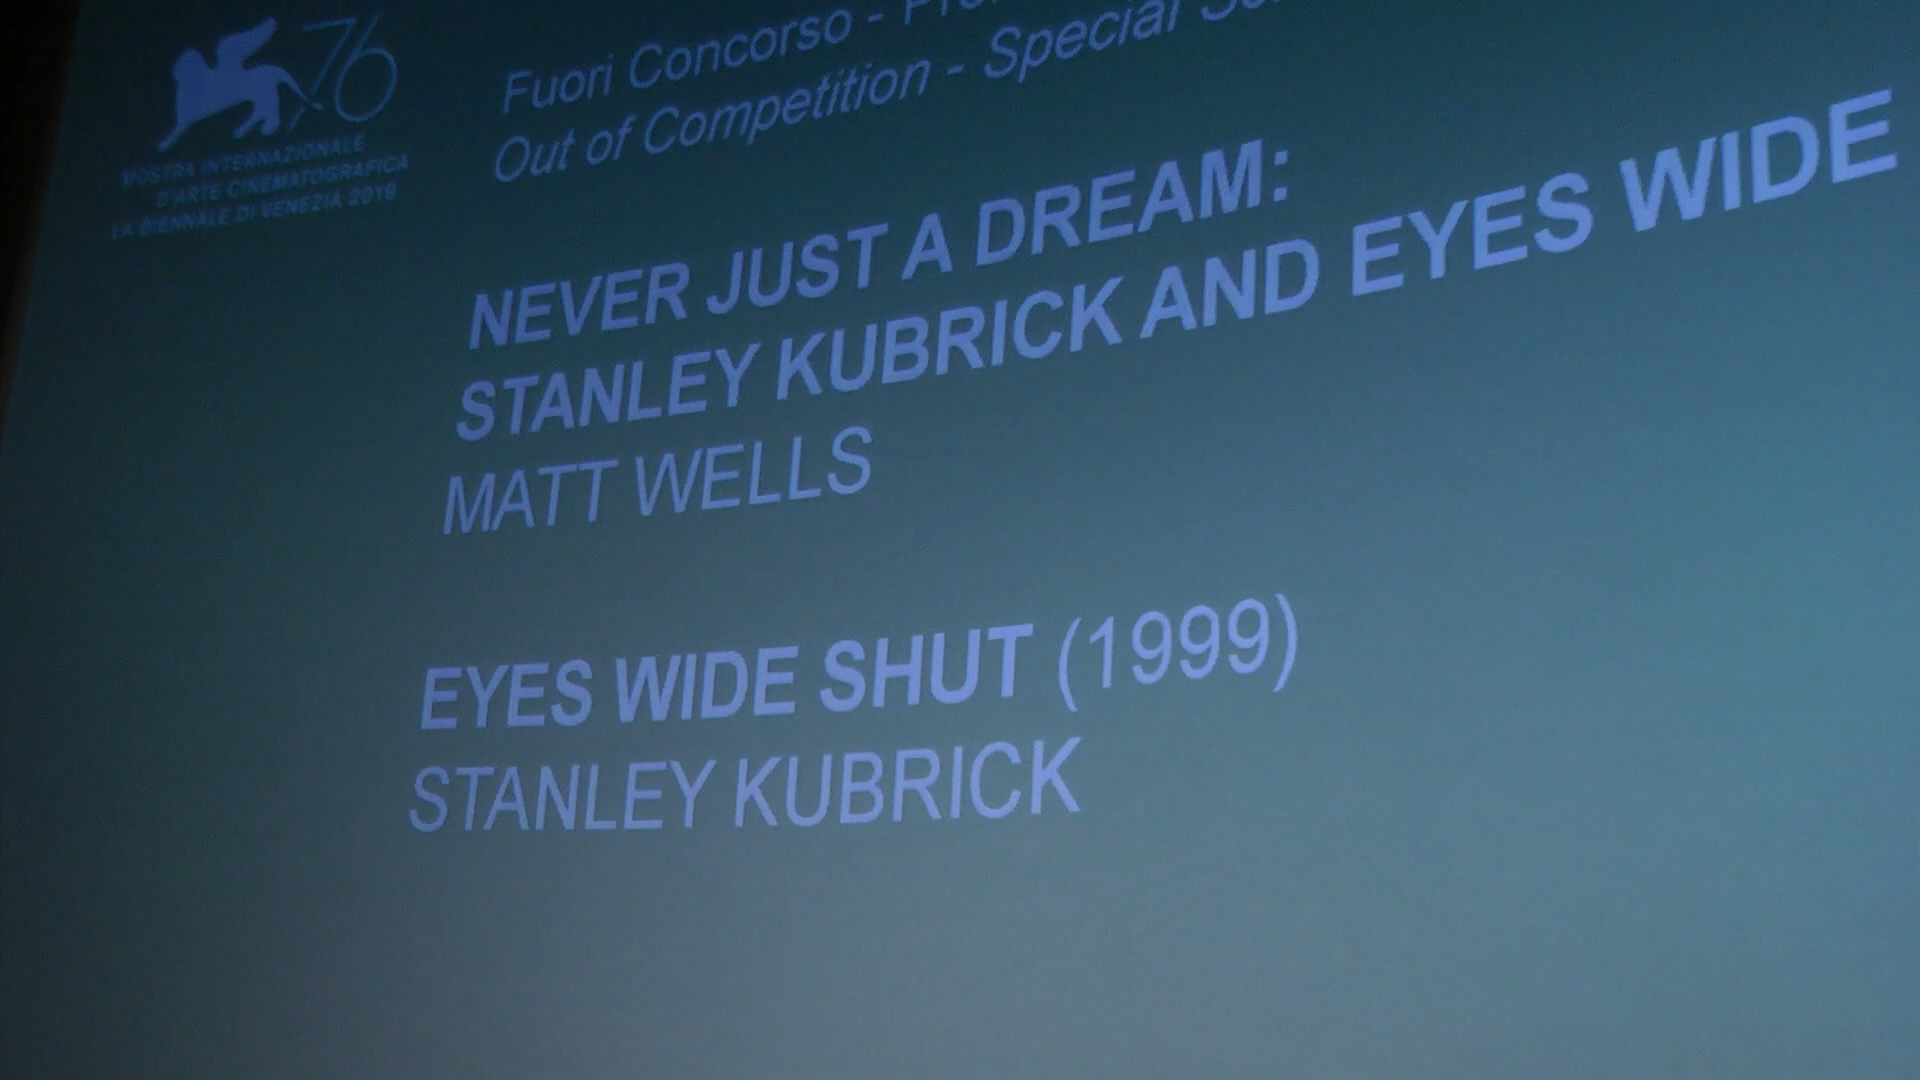 76
MOSTRA INTERNAZIONALE
D'ARTE CINEMATOGRAFICA
LA BIENNALE DI VENEZIA 2019
Fuori Concorso -
Out of Competition - Special
NEVER JUST A DREAM:
STANLEY KUBRICK AND EYES WIDE
MATT WELLS
EYES WIDE SHUT (1999)
STANLEY KUBRICK